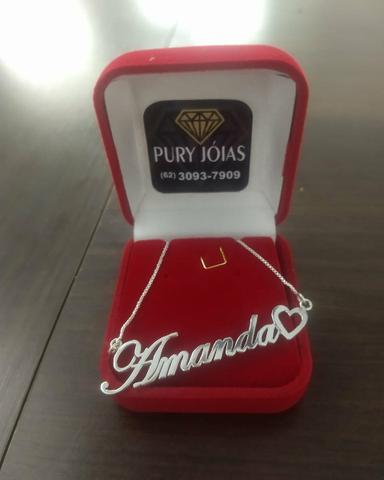 PURY JÓIAS
(62) 3093-7909
Amanda